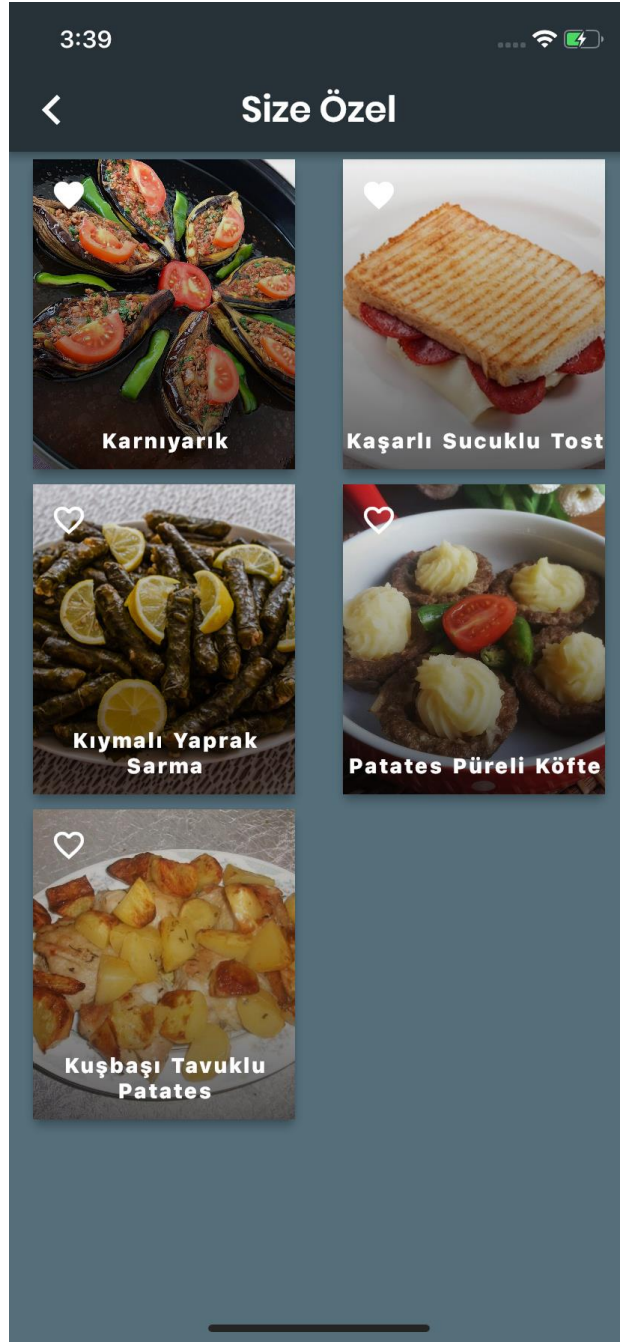 3:39
Size Özel
Karnıyarık
Kaşarlı Sucuklu Tost
Kıymalı Yaprak
Sarma
Patates Püreli Köfte
Kuşbaşı Tavuklu
Patates